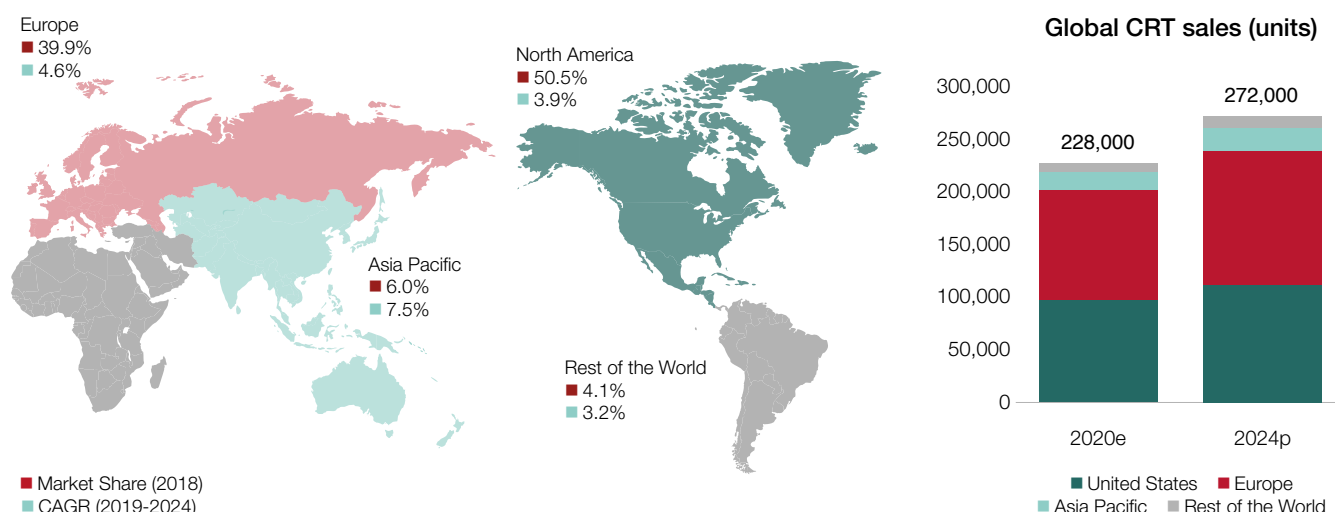 Europe
39.9%
4.6%
North America
50.5%
3.9%
Asia Pacific
6.0%
7.5%
Rest of the World
4.1%
3.2%
Market Share (2018)
CAGR (2019-2024)
Global CRT sales (units)
300,000
250,000
200,000
150,000
100,000
50,000
0
228,000
272,000
2020e
2024p
United States
Europe
Asia Pacific
Rest of the World